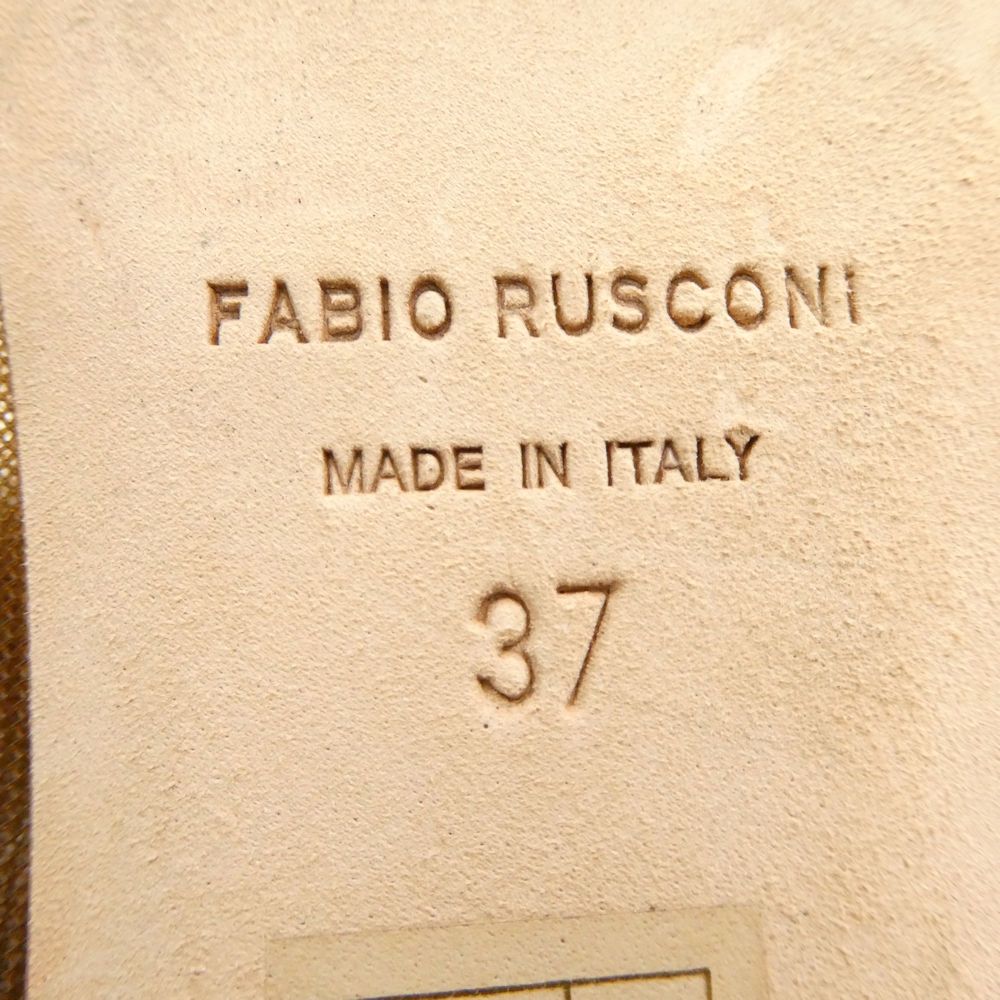 FABIO RUSCONI
MADE IN ITALY
37